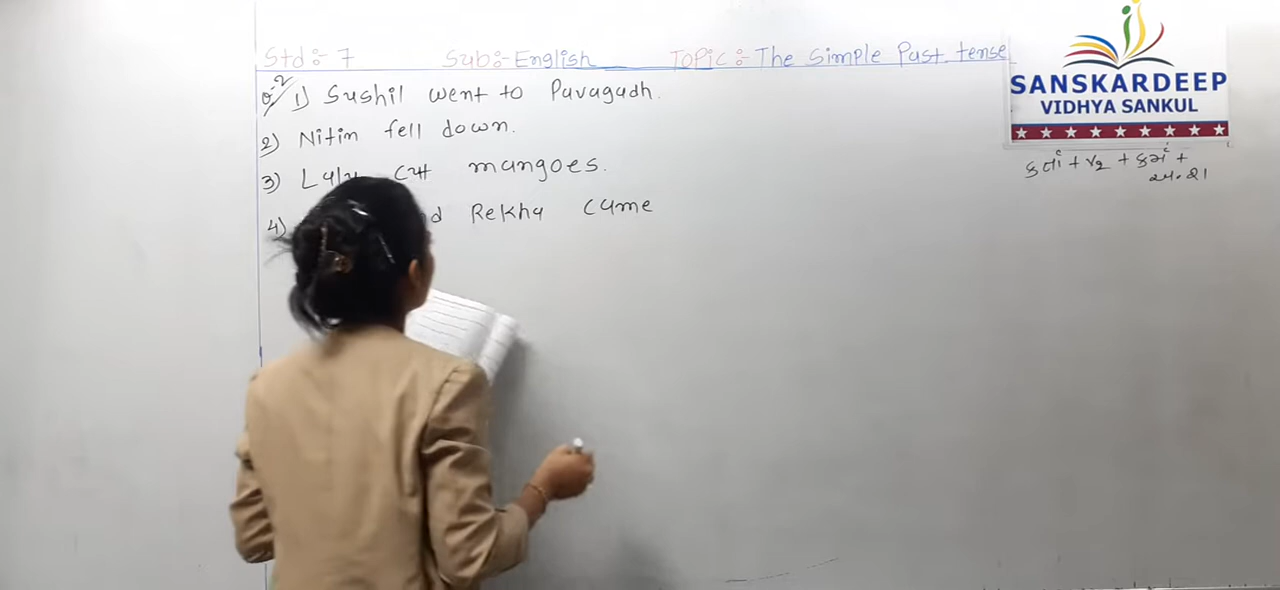 Std :- 7 Sub:- English Topic :- The Simple Past tense
Q-2 1) Sushil went to Pavagadh.
2) Nitin fell down.
3) cut mangoes.
4) Rekha came
SANSKARDEEP
VIDHYA SANKUL
કર્તા + V2 + કર્મ +